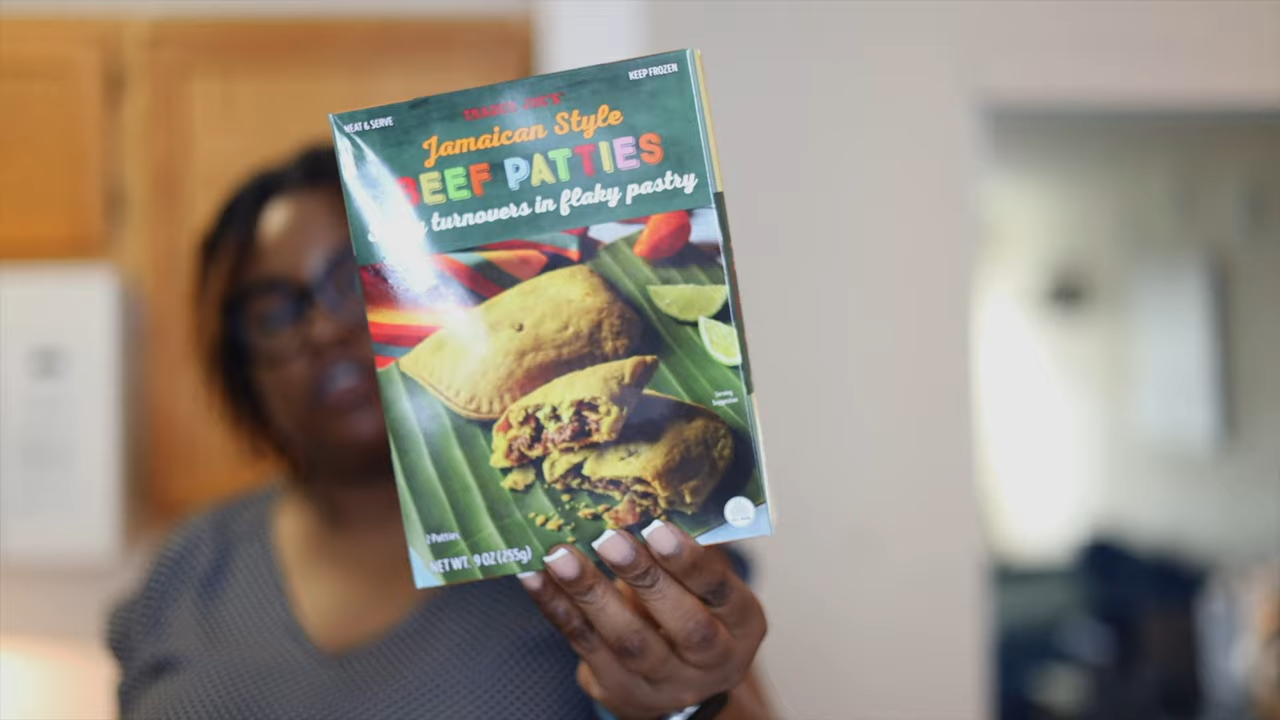 KEEP FROZEN
HEAT & SERVE
TRADER JOE'S
Jamaican Style
BEEF PATTIES
turnovers in flaky pastry
Serving
Suggestion
2 Patties
NET WT. 9 OZ (255g)